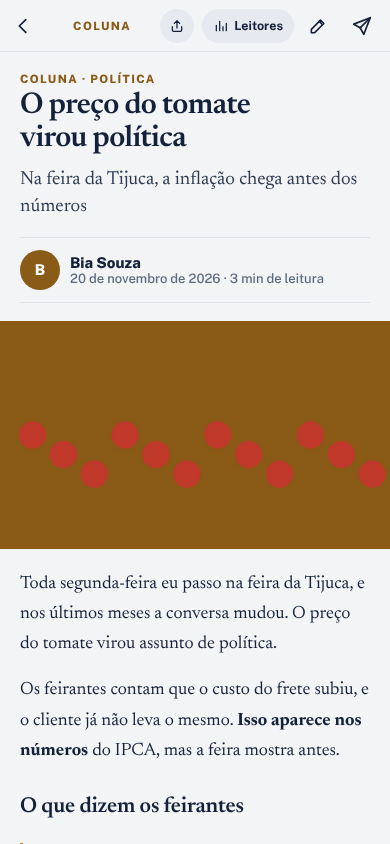 COLUNA
Leitores
COLUNA · POLÍTICA
O preço do tomate
virou política
Na feira da Tijuca, a inflação chega antes dos
números
B
Bia Souza
20 de novembro de 2026 · 3 min de leitura
Toda segunda-feira eu passo na feira da Tijuca, e
nos últimos meses a conversa mudou. O preço
do tomate virou assunto de política.
Os feirantes contam que o custo do frete subiu, e
o cliente já não leva o mesmo. Isso aparece nos
números do IPCA, mas a feira mostra antes.
O que dizem os feirantes